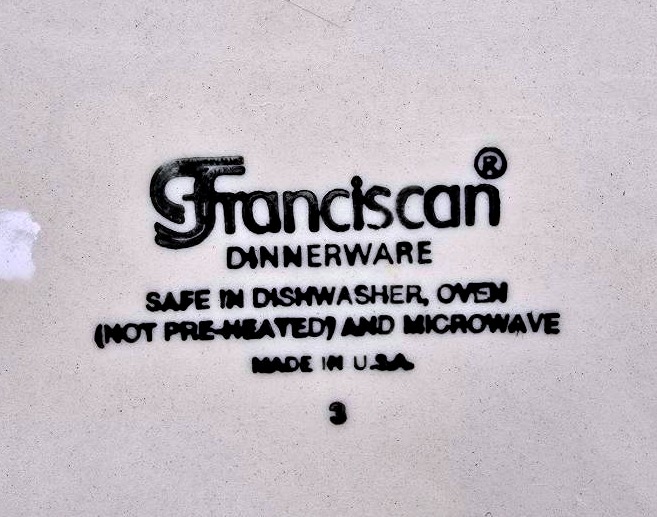 Franciscan ®
DINNERWARE
SAFE IN DISHWASHER, OVEN
(NOT PRE-HEATED) AND MICROWAVE
MADE IN U.S.A.
3